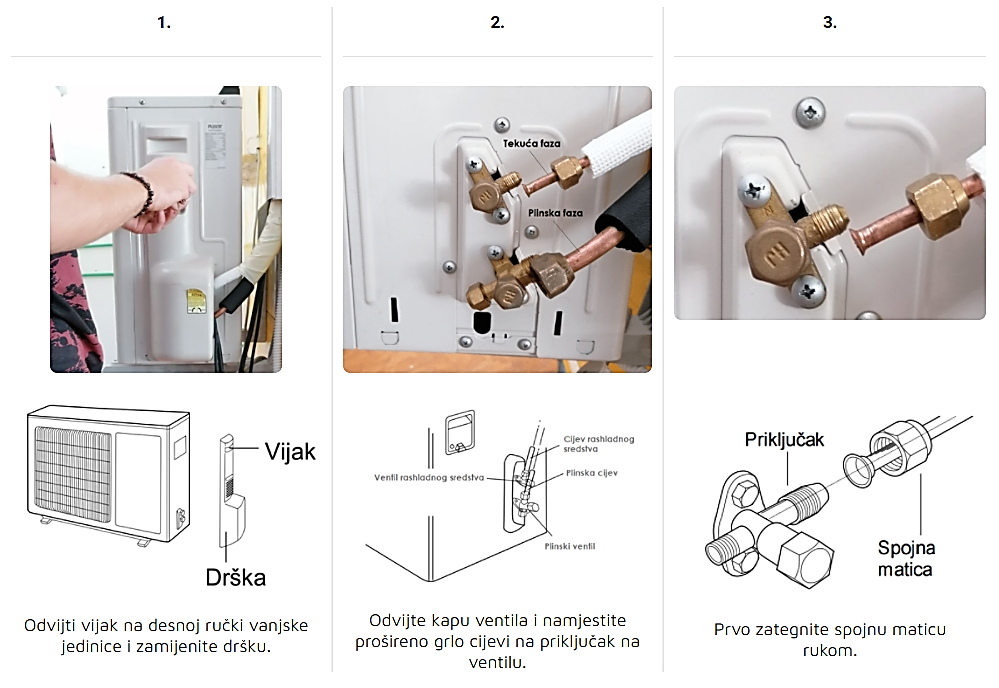 1.
2.
3.
Tekuća faza
Plinska faza
Vijak
Drška
Cijev rashladnog
sredstva
Ventil rashladnog sredstva
Plinska cijev
Plinski ventil
Priključak
Spojna
matica
Odvijti vijak na desnoj ručki vanjske
jedinice i zamijenite dršku.
Odvijte kapu ventila i namjestite
prošireno grlo cijevi na priključak na
ventilu.
Prvo zategnite spojnu maticu
rukom.